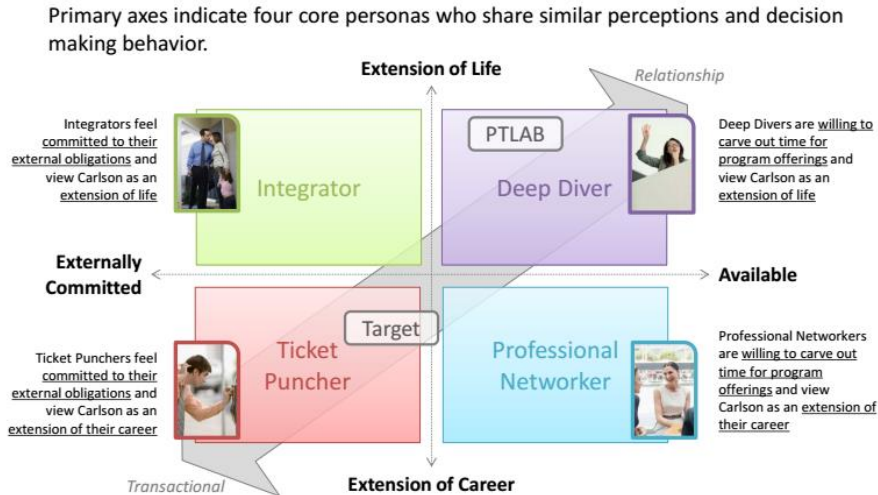 Primary axes indicate four core personas who share similar perceptions and decision
making behavior.
Extension of Life
Relationship
Integrators feel
committed to their
external obligations and
view Carlson as an
extension of life
Integrator
PTLAB
Deep Diver
Deep Divers are willing to
carve out time for
program offerings and
view Carlson as an
extension of life
Externally
Committed
Available
Ticket Punchers feel
committed to their
external obligations and
view Carlson as an
extension of their career
Target
Ticket
Puncher
Professional
Networker
Professional Networkers
are willing to carve out
time for program
offerings and view
Carlson as an extension of
their career
Transactional
Extension of Career